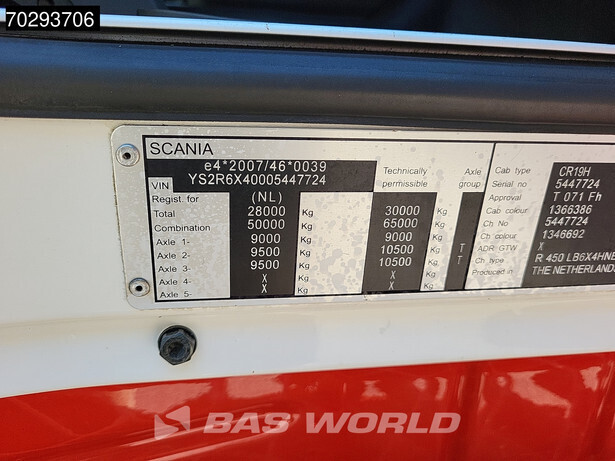 70293706
SCANIA
e4*2007/46*0039
VIN YS2R6X40005447724 Technically permissible Axle group
Regist. for (NL)
Total 28000 Kg 30000 Kg
Combination 50000 Kg 65000 Kg
Axle 1- 9000 Kg 9000 Kg
Axle 2- 9500 Kg 10500 Kg T
Axle 3- 9500 Kg 10500 Kg T
Axle 4- X Kg X Kg
Axle 5- X Kg X Kg
Cab type CR19H
Serial no 5447724
Approval T 071 Fh
Cab colour 1366386
Ch. No 5447724
Ch colour 1346692
ADR. GTW X
Ch type R 450 LB6X4HNB
Produced in THE NETHERLANDS
BAS WORLD